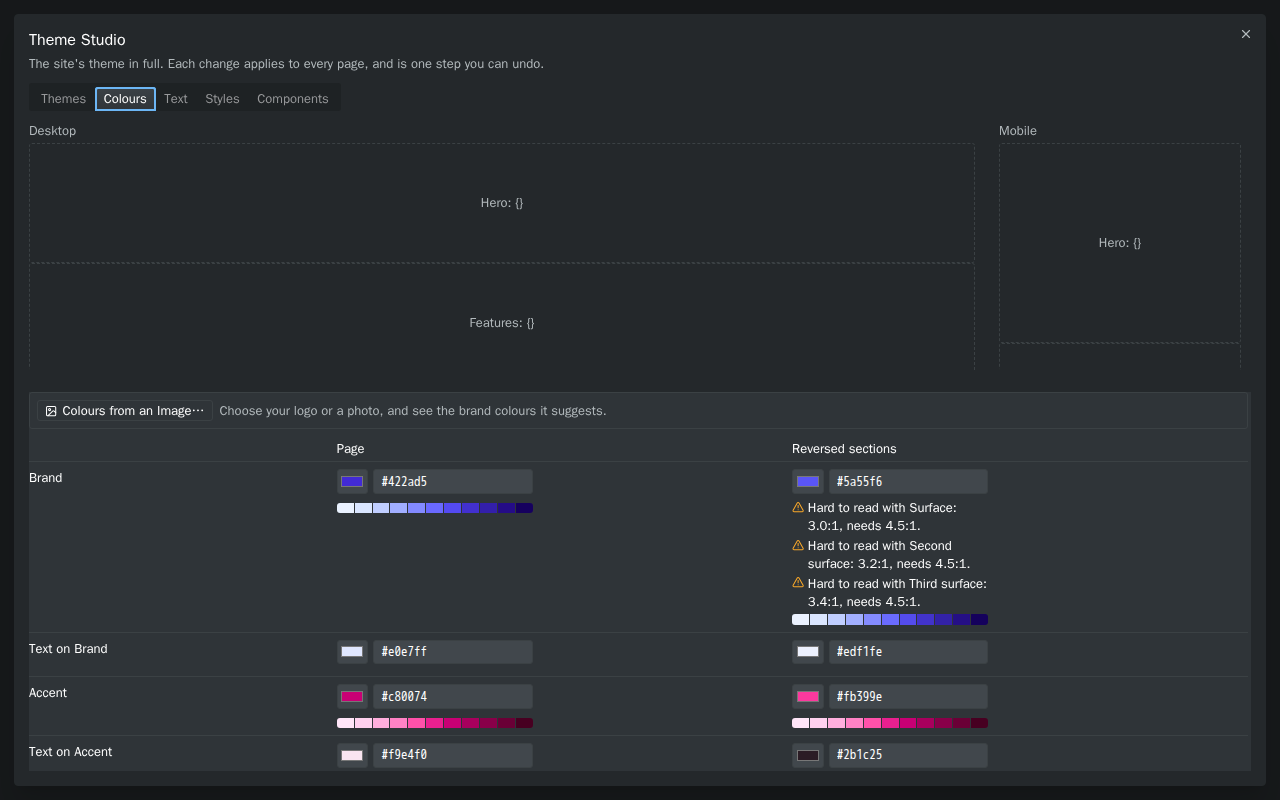 Theme Studio
The site's theme in full. Each change applies to every page, and is one step you can undo.
Themes Colours Text Styles Components
Desktop
Mobile
Hero: {}
Hero: {}
Features: {}
Colours from an Image… Choose your logo or a photo, and see the brand colours it suggests.
Page Reversed sections
Brand
#422ad5
#5a55f6
Hard to read with Surface:
3.0:1, needs 4.5:1.
Hard to read with Second
surface: 3.2:1, needs 4.5:1.
Hard to read with Third surface:
3.4:1, needs 4.5:1.
Text on Brand
#e0e7ff
#edf1fe
Accent
#c80074
#fb399e
Text on Accent
#f9e4f0
#2b1c25